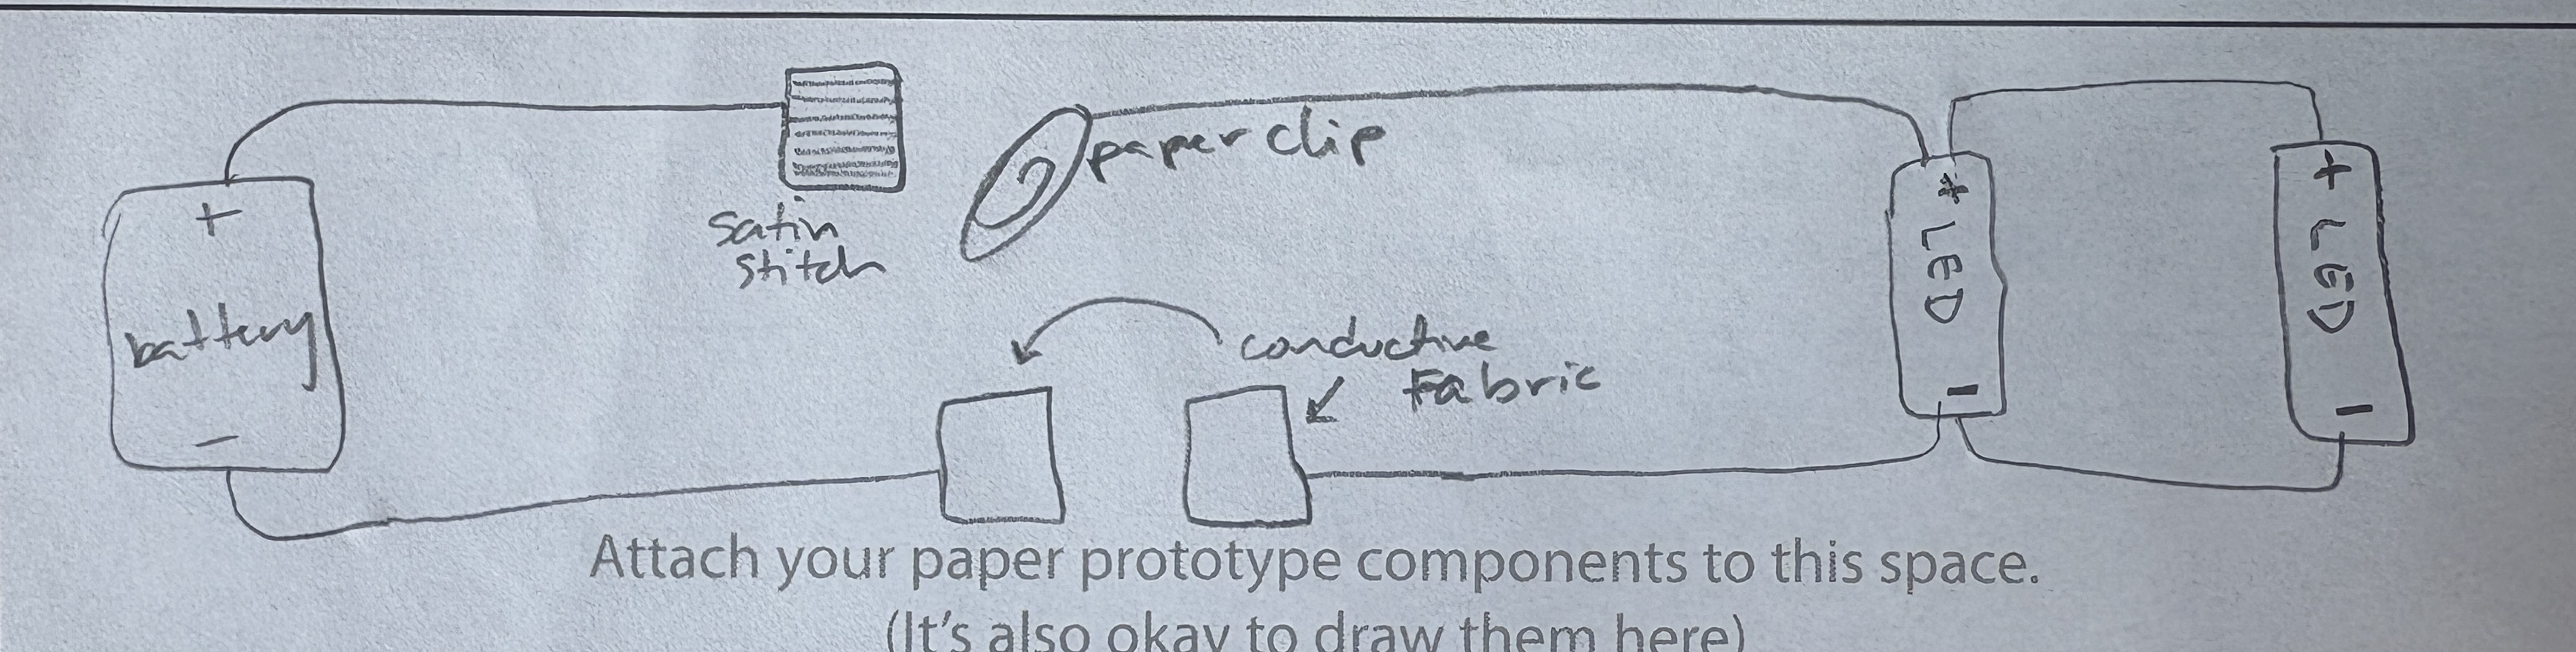 +
battery
-
satin
stitch
paper clip
conductive
Fabric
+ LED -
+ LED -
Attach your paper prototype components to this space.
(It's also okay to draw them here)